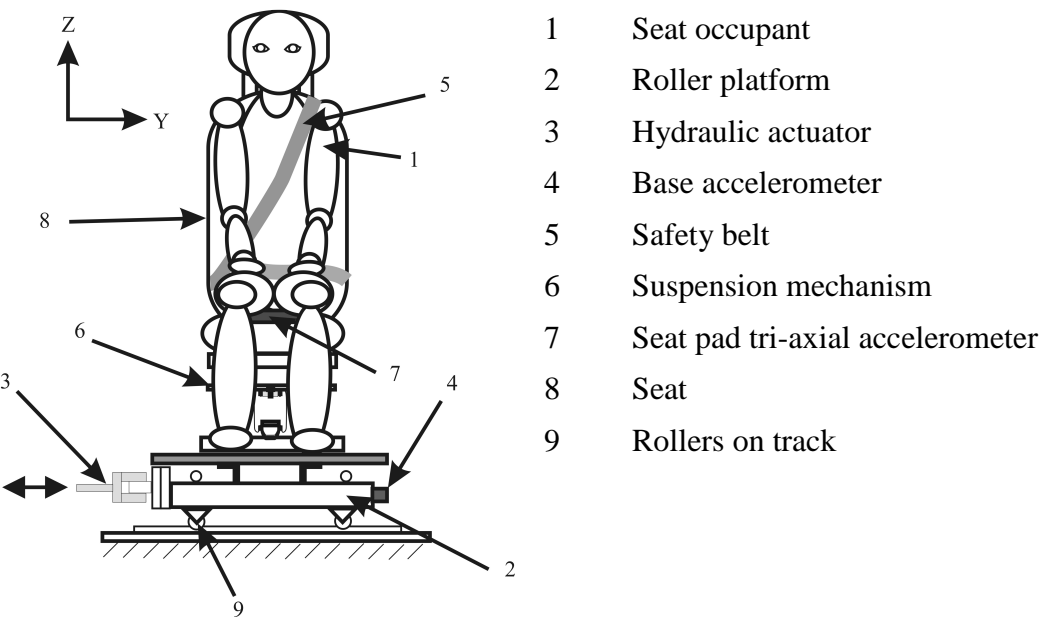 Z
Y
5
1
8
6
7
4
3
2
9
1 Seat occupant
2 Roller platform
3 Hydraulic actuator
4 Base accelerometer
5 Safety belt
6 Suspension mechanism
7 Seat pad tri-axial accelerometer
8 Seat
9 Rollers on track